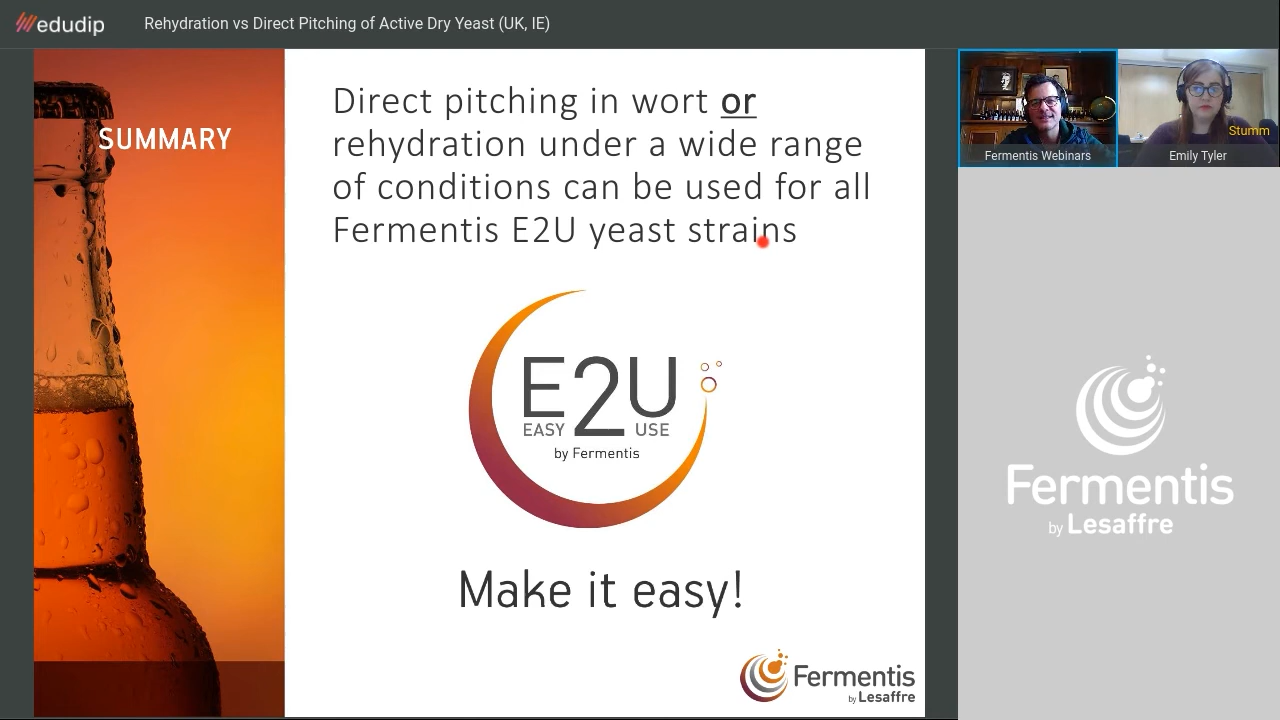 edudip
Rehydration vs Direct Pitching of Active Dry Yeast (UK, IE)
SUMMARY
Direct pitching in wort or
rehydration under a wide range
of conditions can be used for all
Fermentis E2U yeast strains
E2U
EASY USE
by Fermentis
Make it easy!
Fermentis
by Lesaffre
Stumm
Fermentis Webinars
Emily Tyler
Fermentis
by Lesaffre